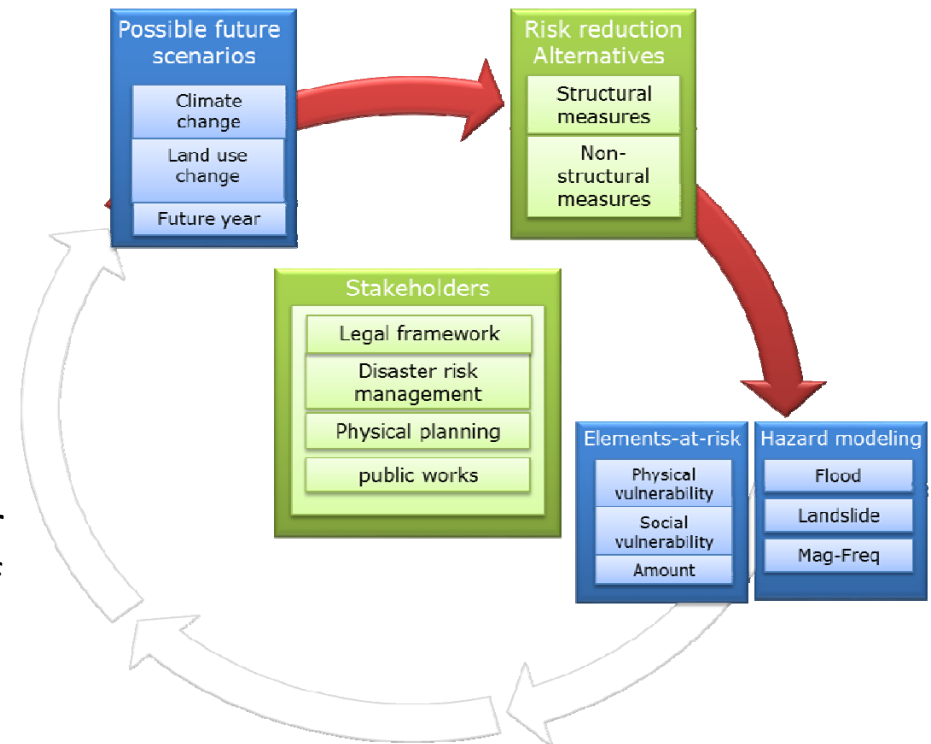 Possible future
scenarios
Climate
change
Land use
change
Future year
Risk reduction
Alternatives
Structural
measures
Non-
structural
measures
Stakeholders
Legal framework
Disaster risk
management
Physical planning
public works
Elements-at-risk
Physical
vulnerability
Social
vulnerability
Amount
Hazard modeling
Flood
Landslide
Mag-Freq